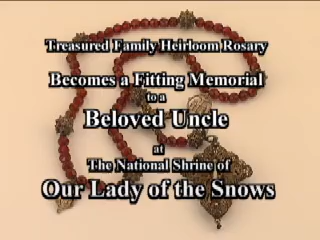 Treasured Family Heirloom Rosary
Becomes a Fitting Memorial
to a
Beloved Uncle
at
The National Shrine of
Our Lady of the Snows